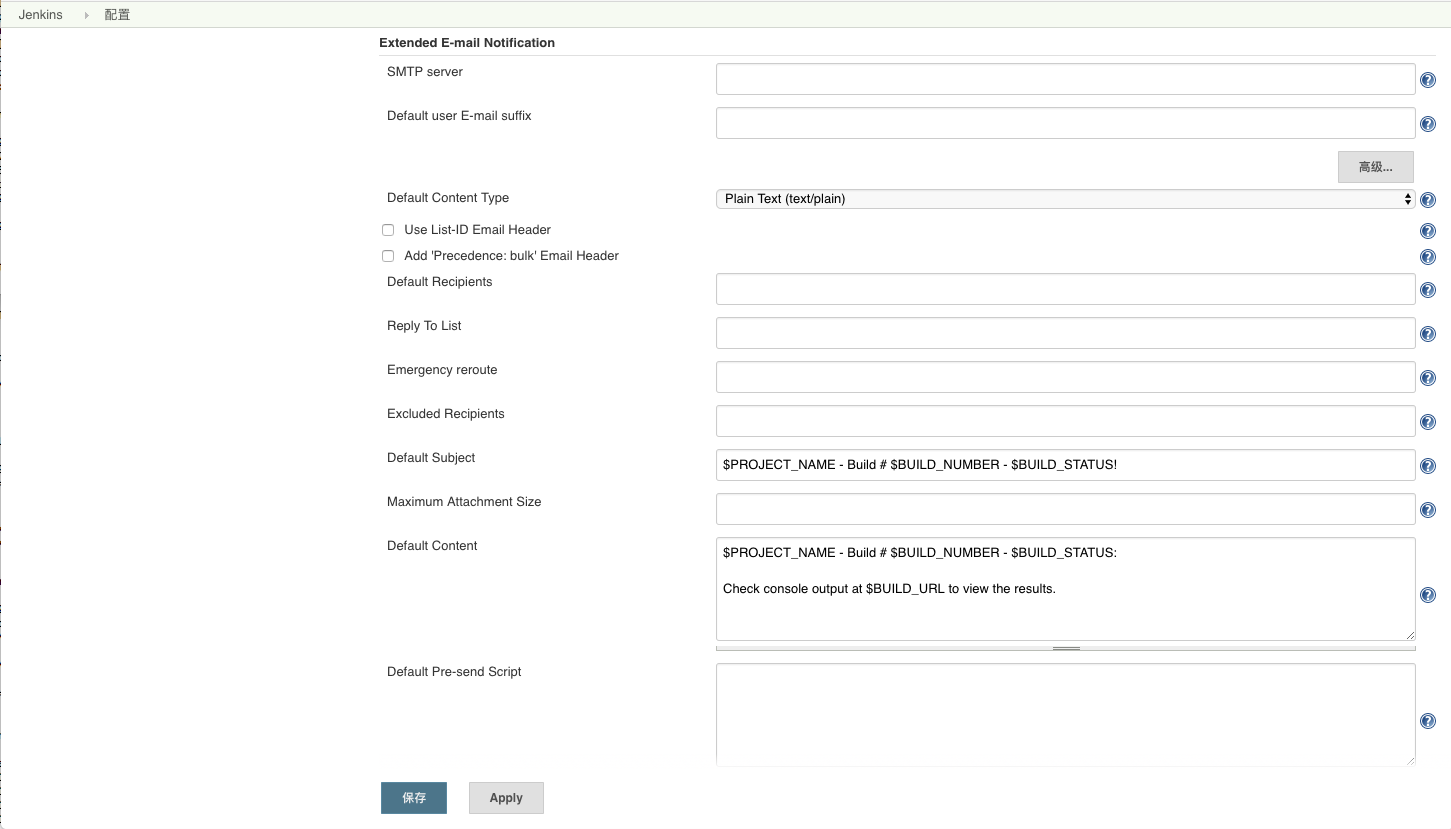 Jenkins 配置
Extended E-mail Notification
SMTP server
Default user E-mail suffix
高级...
Default Content Type Plain Text (text/plain)
Use List-ID Email Header
Add 'Precedence: bulk' Email Header
Default Recipients
Reply To List
Emergency reroute
Excluded Recipients
Default Subject $PROJECT_NAME - Build # $BUILD_NUMBER - $BUILD_STATUS!
Maximum Attachment Size
Default Content $PROJECT_NAME - Build # $BUILD_NUMBER - $BUILD_STATUS:
Check console output at $BUILD_URL to view the results.
Default Pre-send Script
保存 Apply